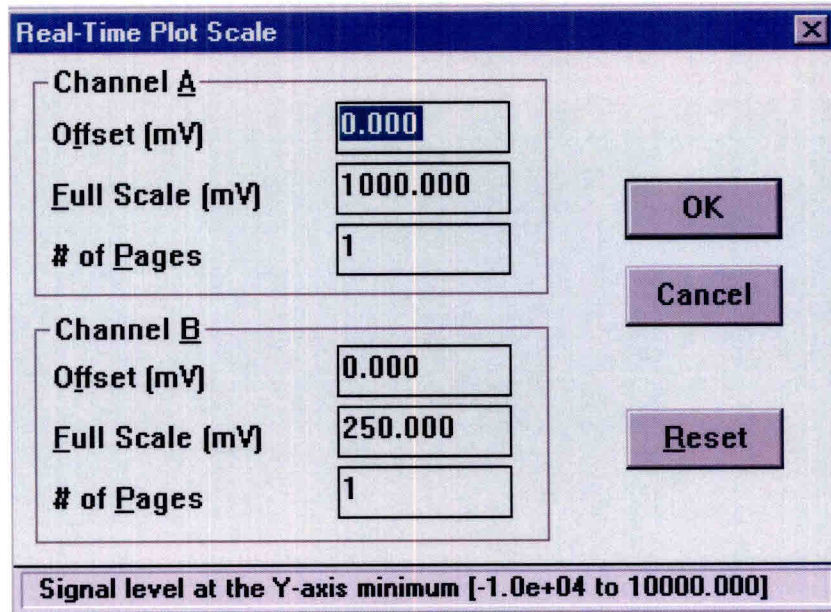 Real-Time Plot Scale
Channel A
Offset (mV) 0.000
Full Scale (mV) 1000.000
# of Pages 1
OK
Cancel
Channel B
Offset (mV) 0.000
Full Scale (mV) 250.000
# of Pages 1
Reset
Signal level at the Y-axis minimum [-1.0e+04 to 10000.000]